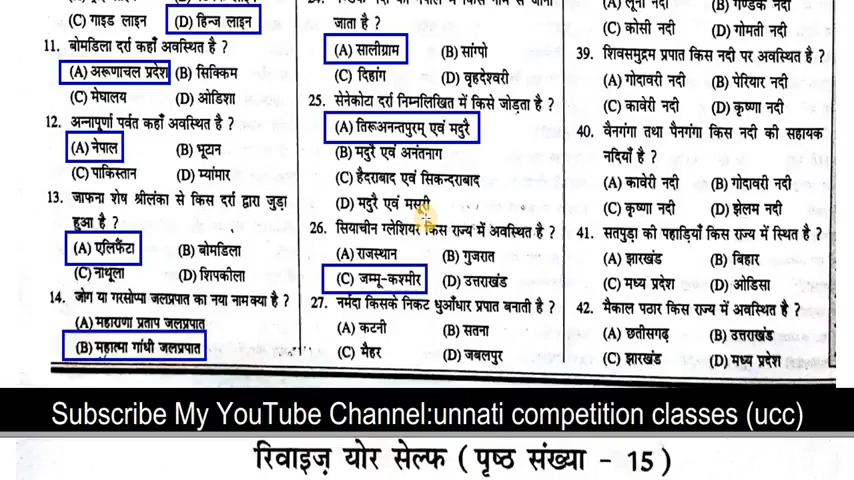 (C) गाइड लाइन (D) हिन्ज लाइन
11. बोमडिला दर्रा कहाँ अवस्थित है ?
(A) अरूणाचल प्रदेश (B) सिक्किम
(C) मेघालय (D) ओडिशा
12. अन्नापूर्णा पर्वत कहाँ अवस्थित है ?
(A) नेपाल (B) भूटान
(C) पाकिस्तान (D) म्यांमार
13. जाफना शेष श्रीलंका से किस दर्रा द्वारा जुड़ा
हुआ है ?
(A) एलिफैंटा (B) बोमडिला
(C) नाथूला (D) शिपकीला
14. जोग या गरसोप्पा जलप्रपात का नया नाम क्या है ?
(A) महाराणा प्रताप जलप्रपात
(B) महात्मा गांधी जलप्रपात
जाता है ?
(A) सालीग्राम (B) सांग्पो
(C) दिहांग (D) वृहदेश्वरी
25. सेनेकोटा दर्रा निम्नलिखित में किसे जोड़ता है ?
(A) तिरूअनन्तपुरम् एवं मदुरै
(B) मदुरै एवं अनंतनाग
(C) हैदराबाद एवं सिकन्दराबाद
(D) मदुरै एवं मसूरी
26. सियाचीन ग्लेशियर किस राज्य में अवस्थित है ?
(A) राजस्थान (B) गुजरात
(C) जम्मू-कश्मीर (D) उत्तराखंड
27. नर्मदा किसके निकट धुआँधार प्रपात बनाती है ?
(A) कटनी (B) सतना
(C) मैहर (D) जबलपुर
(A) लूनी नदी (B) गण्डक नदी
(C) कोसी नदी (D) गोमती नदी
39. शिवसमुद्रम प्रपात किस नदी पर अवस्थित है ?
(A) गोदावरी नदी (B) पेरियार नदी
(C) कावेरी नदी (D) कृष्णा नदी
40. वैनगंगा तथा पैनगंगा किस नदी की सहायक
नदियाँ है ?
(A) कावेरी नदी (B) गोदावरी नदी
(C) कृष्णा नदी (D) झेलम नदी
41. सतपुड़ा की पहाड़ियाँ किस राज्य में स्थित है ?
(A) झारखंड (B) बिहार
(C) मध्य प्रदेश (D) ओडिसा
42. मैकाल पठार किस राज्य में अवस्थित है ?
(A) छतीसगढ़ (B) उत्तराखंड
(C) झारखंड (D) मध्य प्रदेश
Subscribe My YouTube Channel:unnati competition classes (ucc)
रिवाइज़ योर सेल्फ (पृष्ठ संख्या - 15)